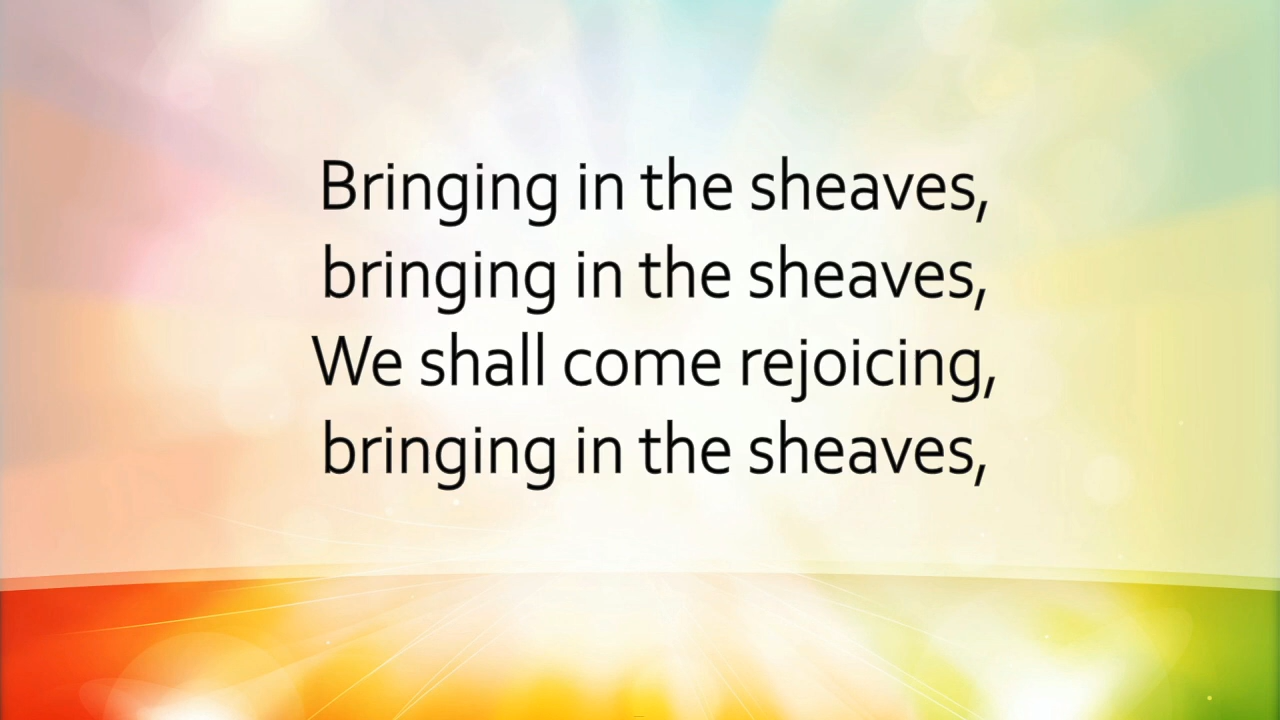 Bringing in the sheaves,
bringing in the sheaves,
We shall come rejoicing,
bringing in the sheaves,